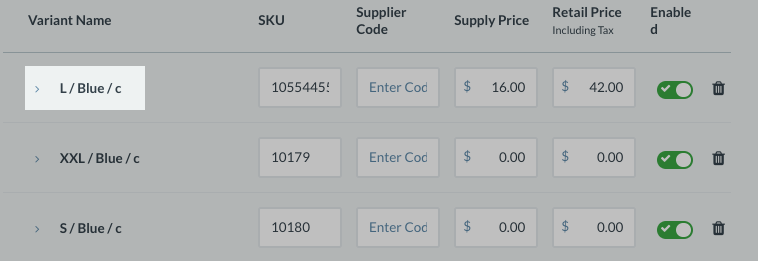 Variant Name SKU Supplier Code Supply Price Retail Price Including Tax Enabled
L / Blue / c Enter Cod $ 16.00 $ 42.00
XXL / Blue / c 10179 Enter Cod $ 0.00 $ 0.00
S / Blue / c 10180 Enter Cod $ 0.00 $ 0.00